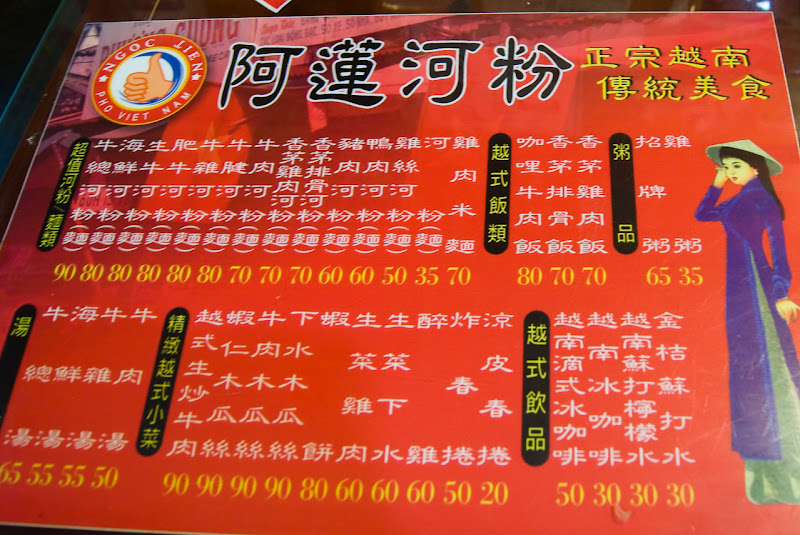 NGOC TIEN
PHO VIET NAM
阿蓮河粉
正宗越南
傳統美食
超值河粉 麵類
牛總河粉(麵) 90
海鮮河粉(麵) 80
生牛河粉(麵) 80
肥牛河粉(麵) 80
牛雜河粉(麵) 80
牛腱河粉(麵) 80
牛肉河粉(麵) 70
香茅雞肉河粉(麵) 70
香茅排骨河粉(麵) 70
豬肉河粉(麵) 60
鴨肉河粉(麵) 60
雞絲河粉(麵) 50
河粉(麵) 35
雞肉米麵 70
越式飯類
咖哩牛肉飯 80
香茅排骨飯 70
香茅雞肉飯 70
粥品
招牌粥 65
雞粥 35
湯
牛總湯 65
海鮮湯 55
牛雜湯 55
牛肉湯 50
精緻越式小菜
越式生炒牛肉 90
蝦仁木瓜絲 90
牛肉木瓜絲 90
下水木瓜絲 90
蝦餅 80
生菜雞肉 60
生菜下水 60
醉雞 60
炸春捲 50
涼皮春捲 20
越式飲品
越南滴式冰咖啡 50
越南冰咖啡 30
越南蘇打檸檬水 30
金桔蘇打水 30